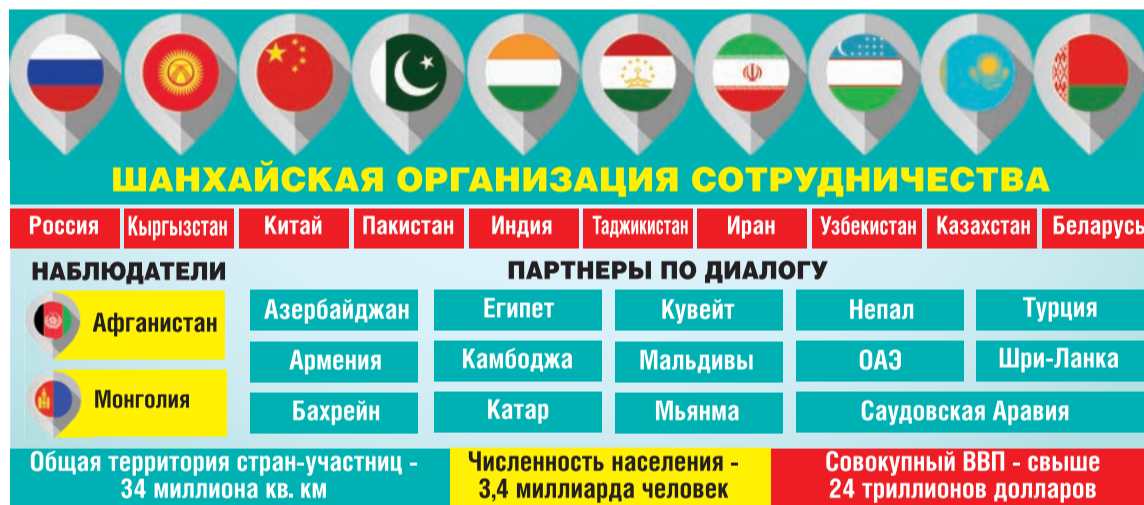 ШАНХАЙСКАЯ ОРГАНИЗАЦИЯ СОТРУДНИЧЕСТВА
Россия Кыргызстан Китай Пакистан Индия Таджикистан Иран Узбекистан Казахстан Беларусь
НАБЛЮДАТЕЛИ
Афганистан
Монголия
ПАРТНЕРЫ ПО ДИАЛОГУ
Азербайджан Египет Кувейт Непал Турция
Армения Камбоджа Мальдивы ОАЭ Шри-Ланка
Бахрейн Катар Мьянма Саудовская Аравия
Общая территория стран-участниц -
34 миллиона кв. км
Численность населения -
3,4 миллиарда человек
Совокупный ВВП - свыше
24 триллионов долларов